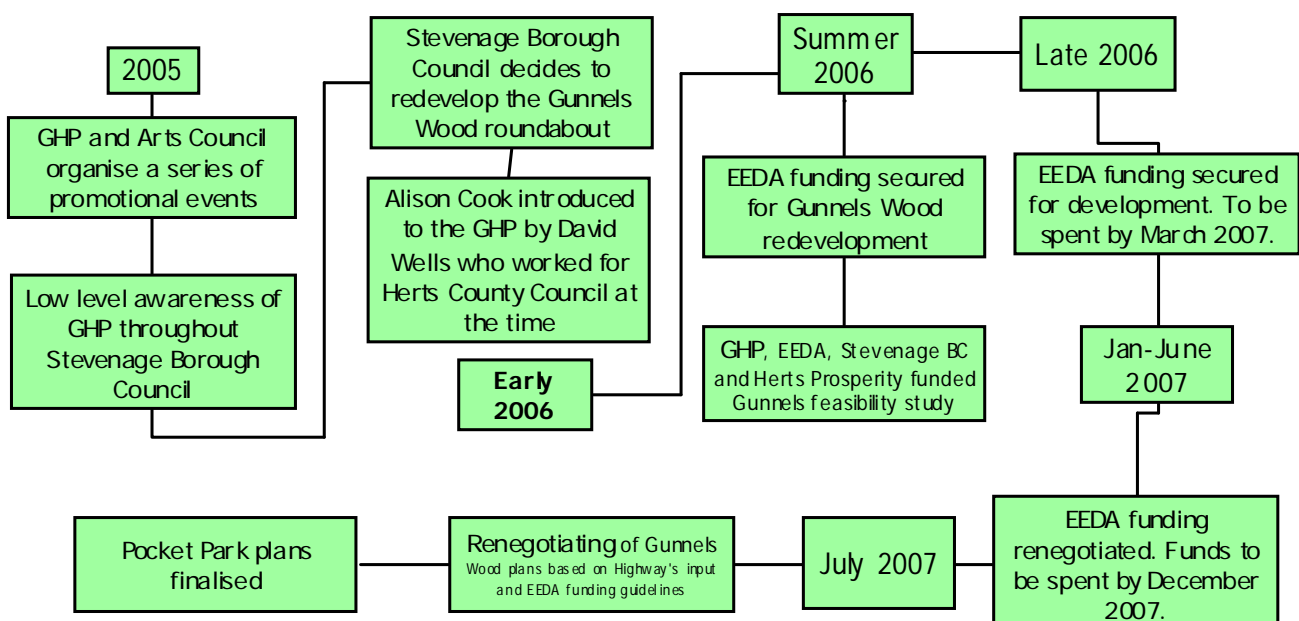 2005
GHP and Arts Council
organise a series of
promotional events
Low level awareness of
GHP throughout
Stevenage Borough
Council
Stevenage Borough
Council decides to
redevelop the Gunnels
Wood roundabout
Alison Cook introduced
to the GHP by David
Wells who worked for
Herts County Council at
the time
Early
2006
Summer
2006
EEDA funding secured
for Gunnels Wood
redevelopment
GHP, EEDA, Stevenage BC
and Herts Prosperity funded
Gunnels feasibility study
Late 2006
EEDA funding secured
for development. To be
spent by March 2007.
Jan-June
2007
EEDA funding
renegotiated. Funds to
be spent by December
2007.
July 2007
Renegotiating of Gunnels
Wood plans based on Highway's input
and EEDA funding guidelines
Pocket Park plans
finalised